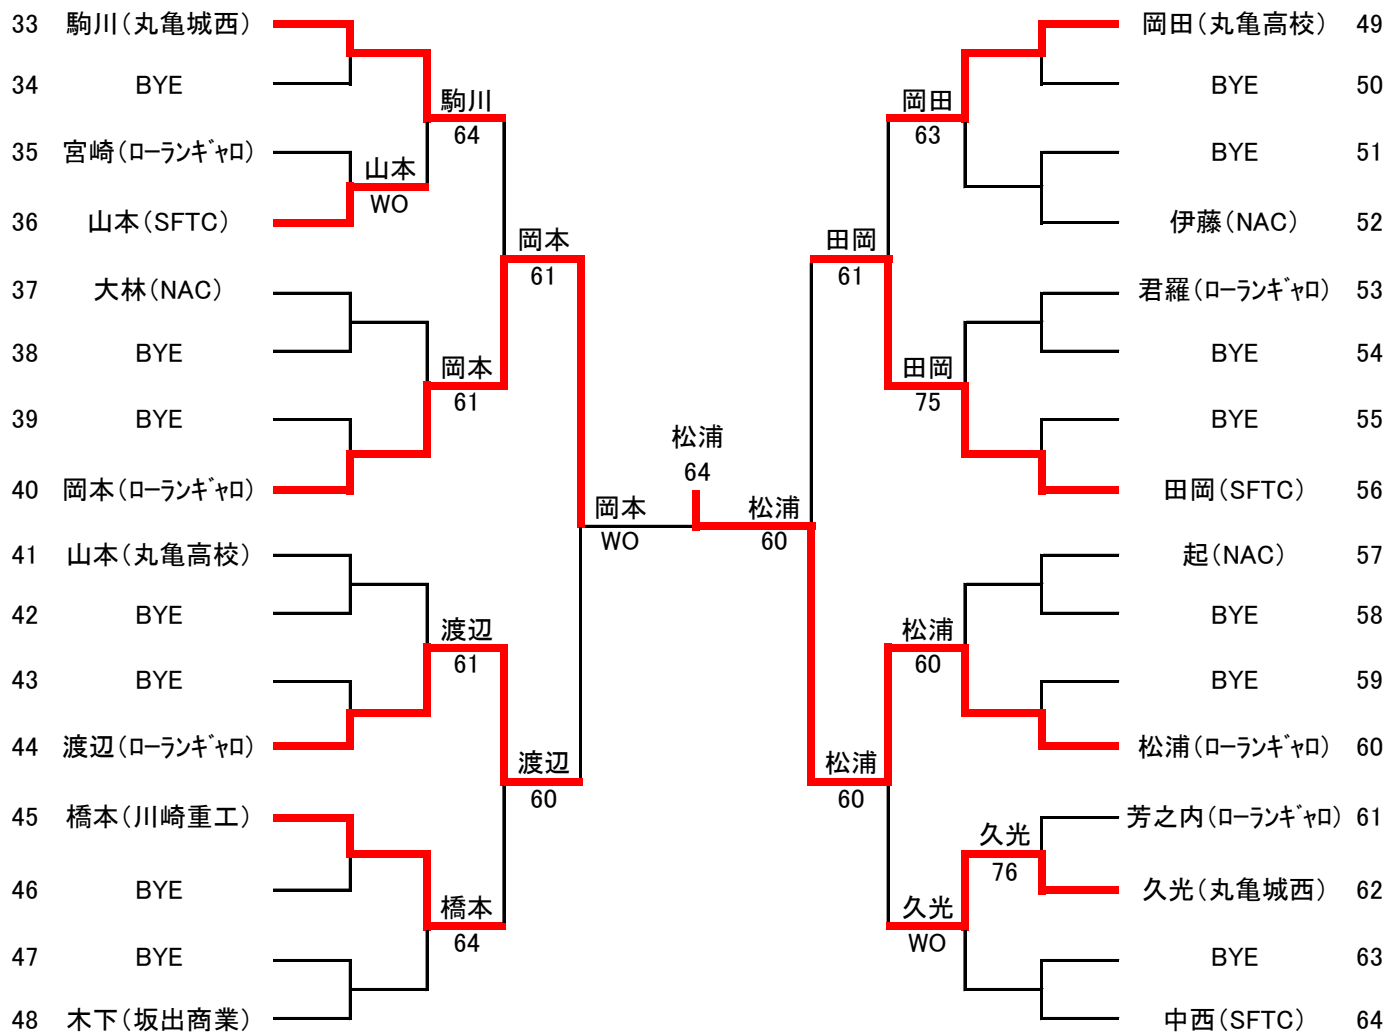 33 駒川(丸亀城西)
34 BYE
35 宮崎(ローランギャロ)
36 山本(SFTC)
37 大林(NAC)
38 BYE
39 BYE
40 岡本(ローランギャロ)
41 山本(丸亀高校)
42 BYE
43 BYE
44 渡辺(ローランギャロ)
45 橋本(川崎重工)
46 BYE
47 BYE
48 木下(坂出商業)
山本
WO
駒川
64
岡本
61
渡辺
61
橋本
64
岡本
61
渡辺
60
岡本
WO
松浦
64
松浦
60
田岡
61
松浦
60
岡田
63
田岡
75
松浦
60
久光
WO
久光
76
岡田(丸亀高校) 49
BYE 50
BYE 51
伊藤(NAC) 52
君羅(ローランギャロ) 53
BYE 54
BYE 55
田岡(SFTC) 56
起(NAC) 57
BYE 58
BYE 59
松浦(ローランギャロ) 60
芳之内(ローランギャロ) 61
久光(丸亀城西) 62
BYE 63
中西(SFTC) 64